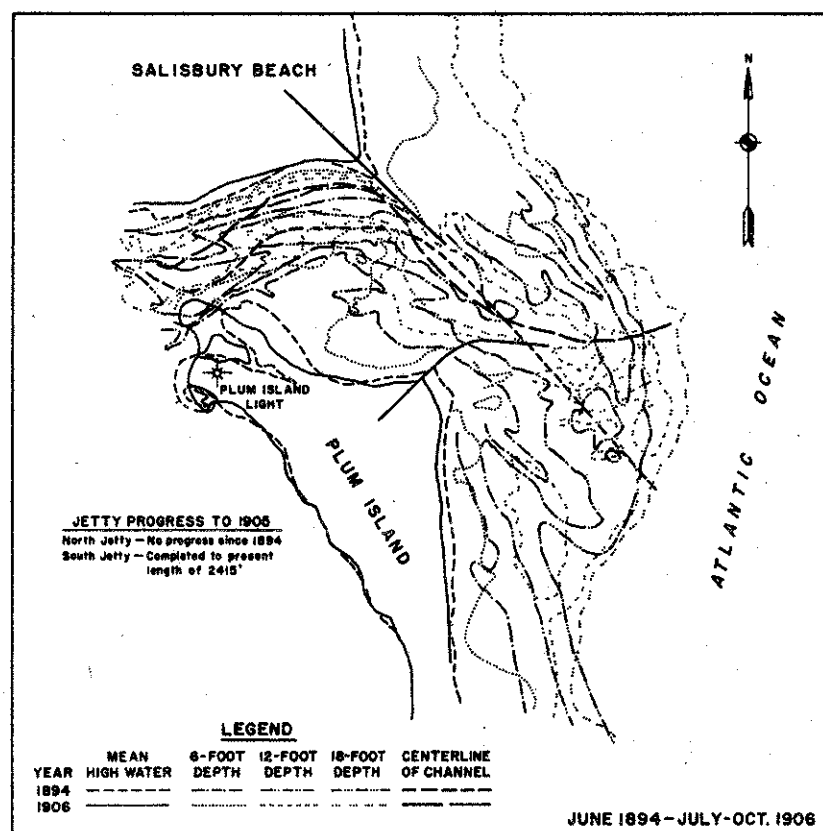 SALISBURY BEACH
N
ATLANTIC OCEAN
PLUM ISLAND
LIGHT
PLUM ISLAND
JETTY PROGRESS TO 1905
North Jetty — No progress since 1894
South Jetty — Completed to present
length of 2415'
LEGEND
YEAR MEAN HIGH WATER 6-FOOT DEPTH 12-FOOT DEPTH 18-FOOT DEPTH CENTERLINE OF CHANNEL
1894
1906
JUNE 1894-JULY-OCT. 1906